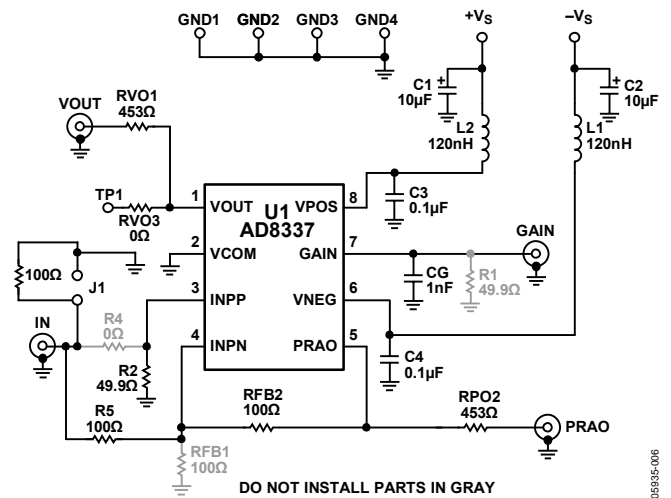 GND1 GND2 GND3 GND4
+VS
–VS
C1
10µF
C2
10µF
VOUT
RVO1
453Ω
L2
120nH
L1
120nH
TP1
RVO3
0Ω
C3
0.1µF
1 VOUT
U1
AD8337
VPOS 8
2 VCOM
GAIN 7
GAIN
3 INPP
VNEG 6
4 INPN
PRAO 5
100Ω
J1
CG
1nF
R1
49.9Ω
IN
R4
0Ω
R2
49.9Ω
C4
0.1µF
R5
100Ω
RFB2
100Ω
RPO2
453Ω
PRAO
RFB1
100Ω
DO NOT INSTALL PARTS IN GRAY
05935-006